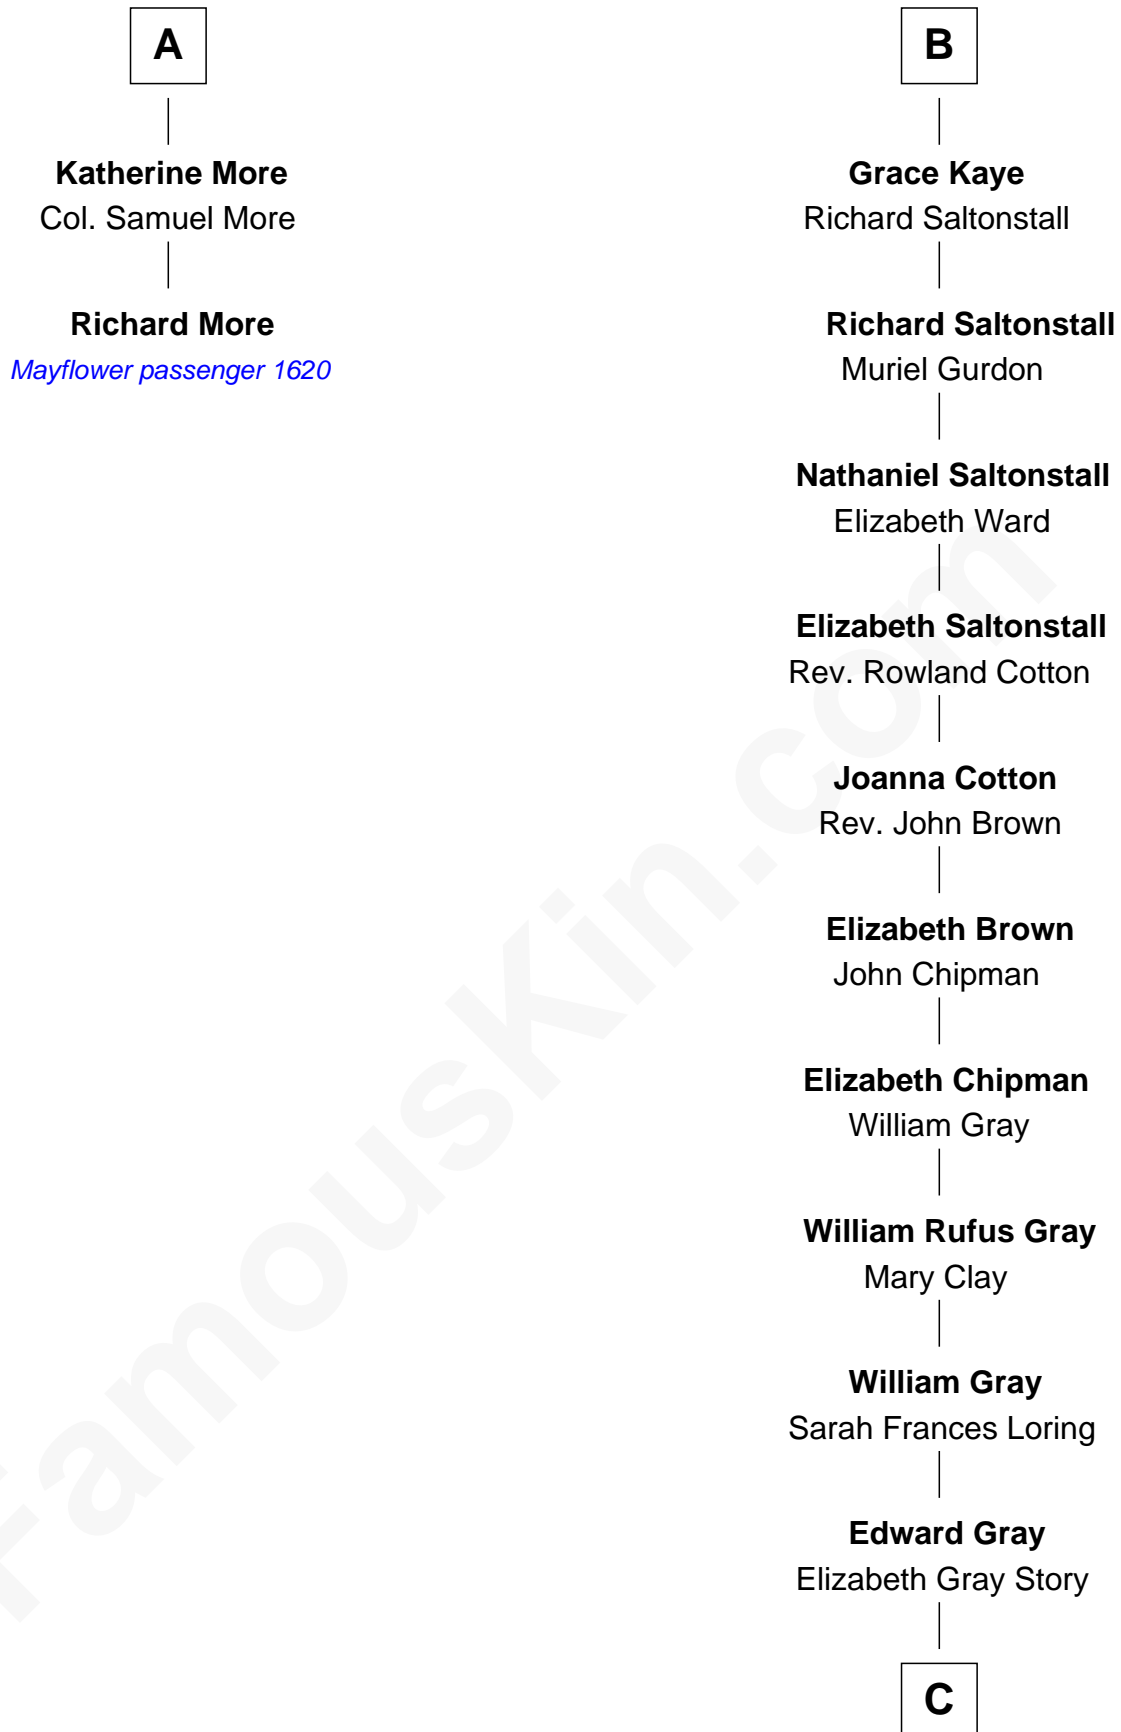 A
Katherine More
Col. Samuel More
Richard More
Mayflower passenger 1620
B
Grace Kaye
Richard Saltonstall
Richard Saltonstall
Muriel Gurdon
Nathaniel Saltonstall
Elizabeth Ward
Elizabeth Saltonstall
Rev. Rowland Cotton
Joanna Cotton
Rev. John Brown
Elizabeth Brown
John Chipman
Elizabeth Chipman
William Gray
William Rufus Gray
Mary Clay
William Gray
Sarah Frances Loring
Edward Gray
Elizabeth Gray Story
C
FamousKin.com